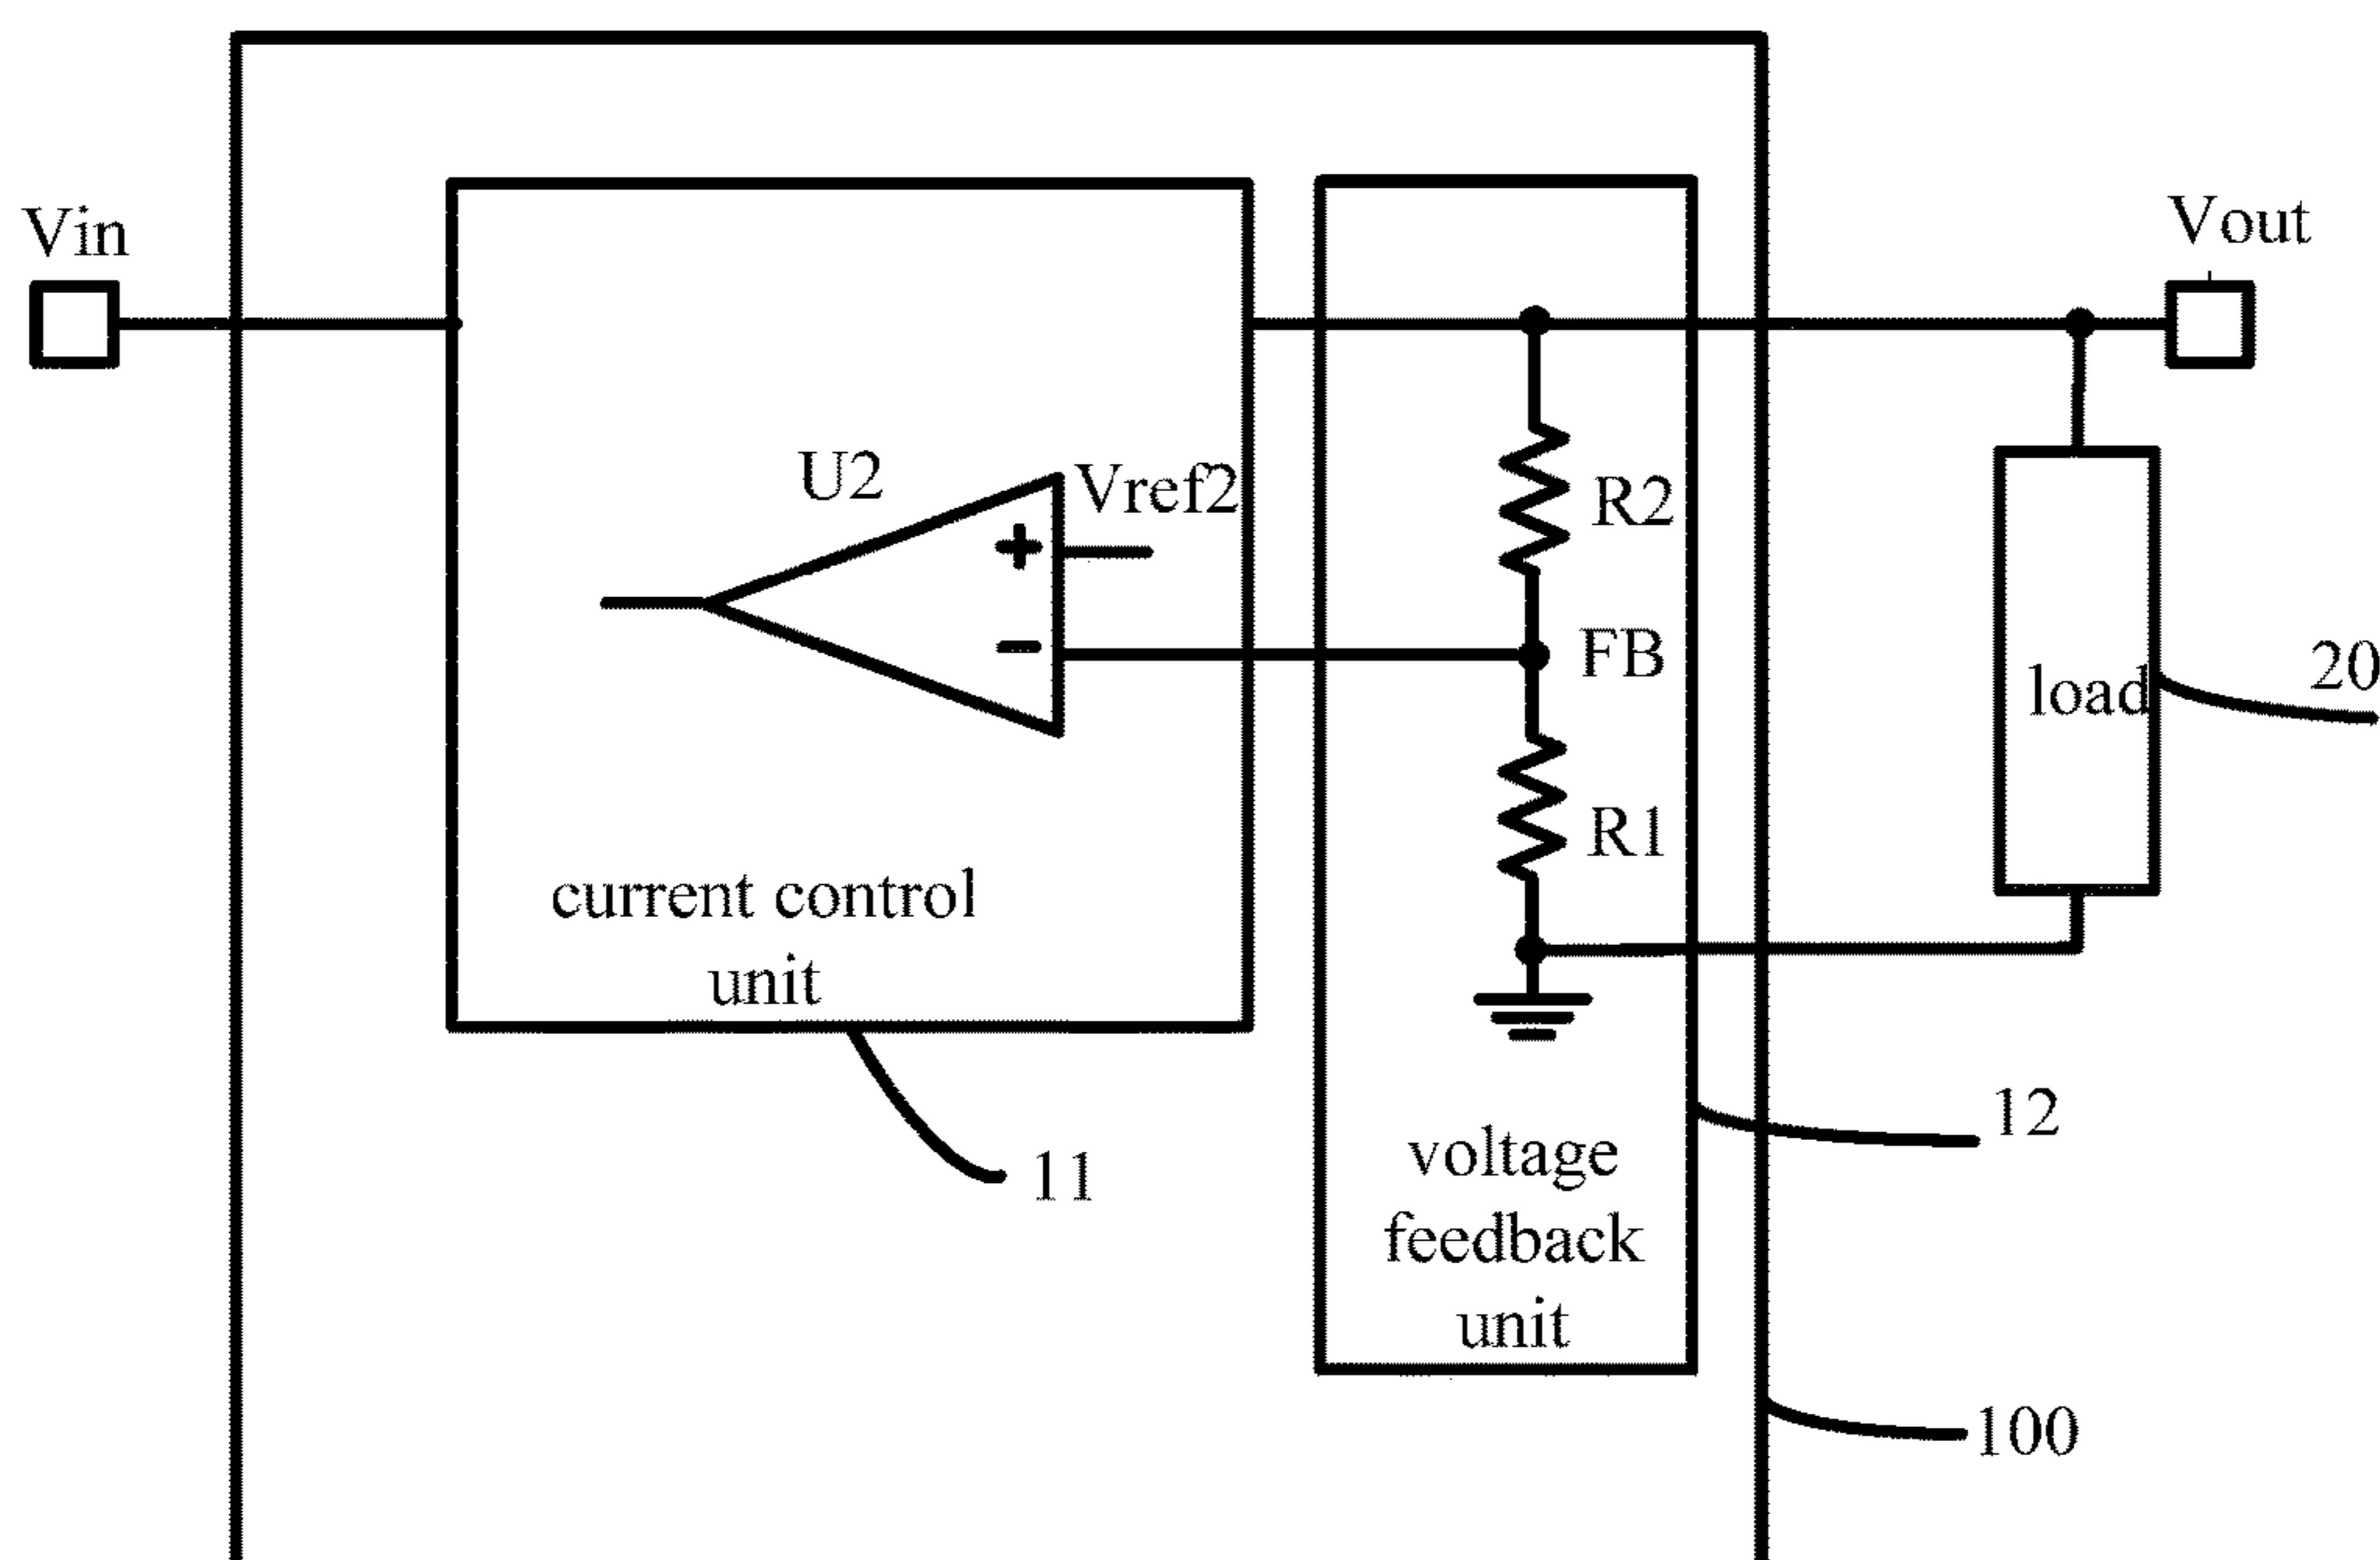 Vin
Vout
U2
Vref2
+
−
R2
FB
R1
load
20
current control
unit
11
12
voltage
feedback
unit
100